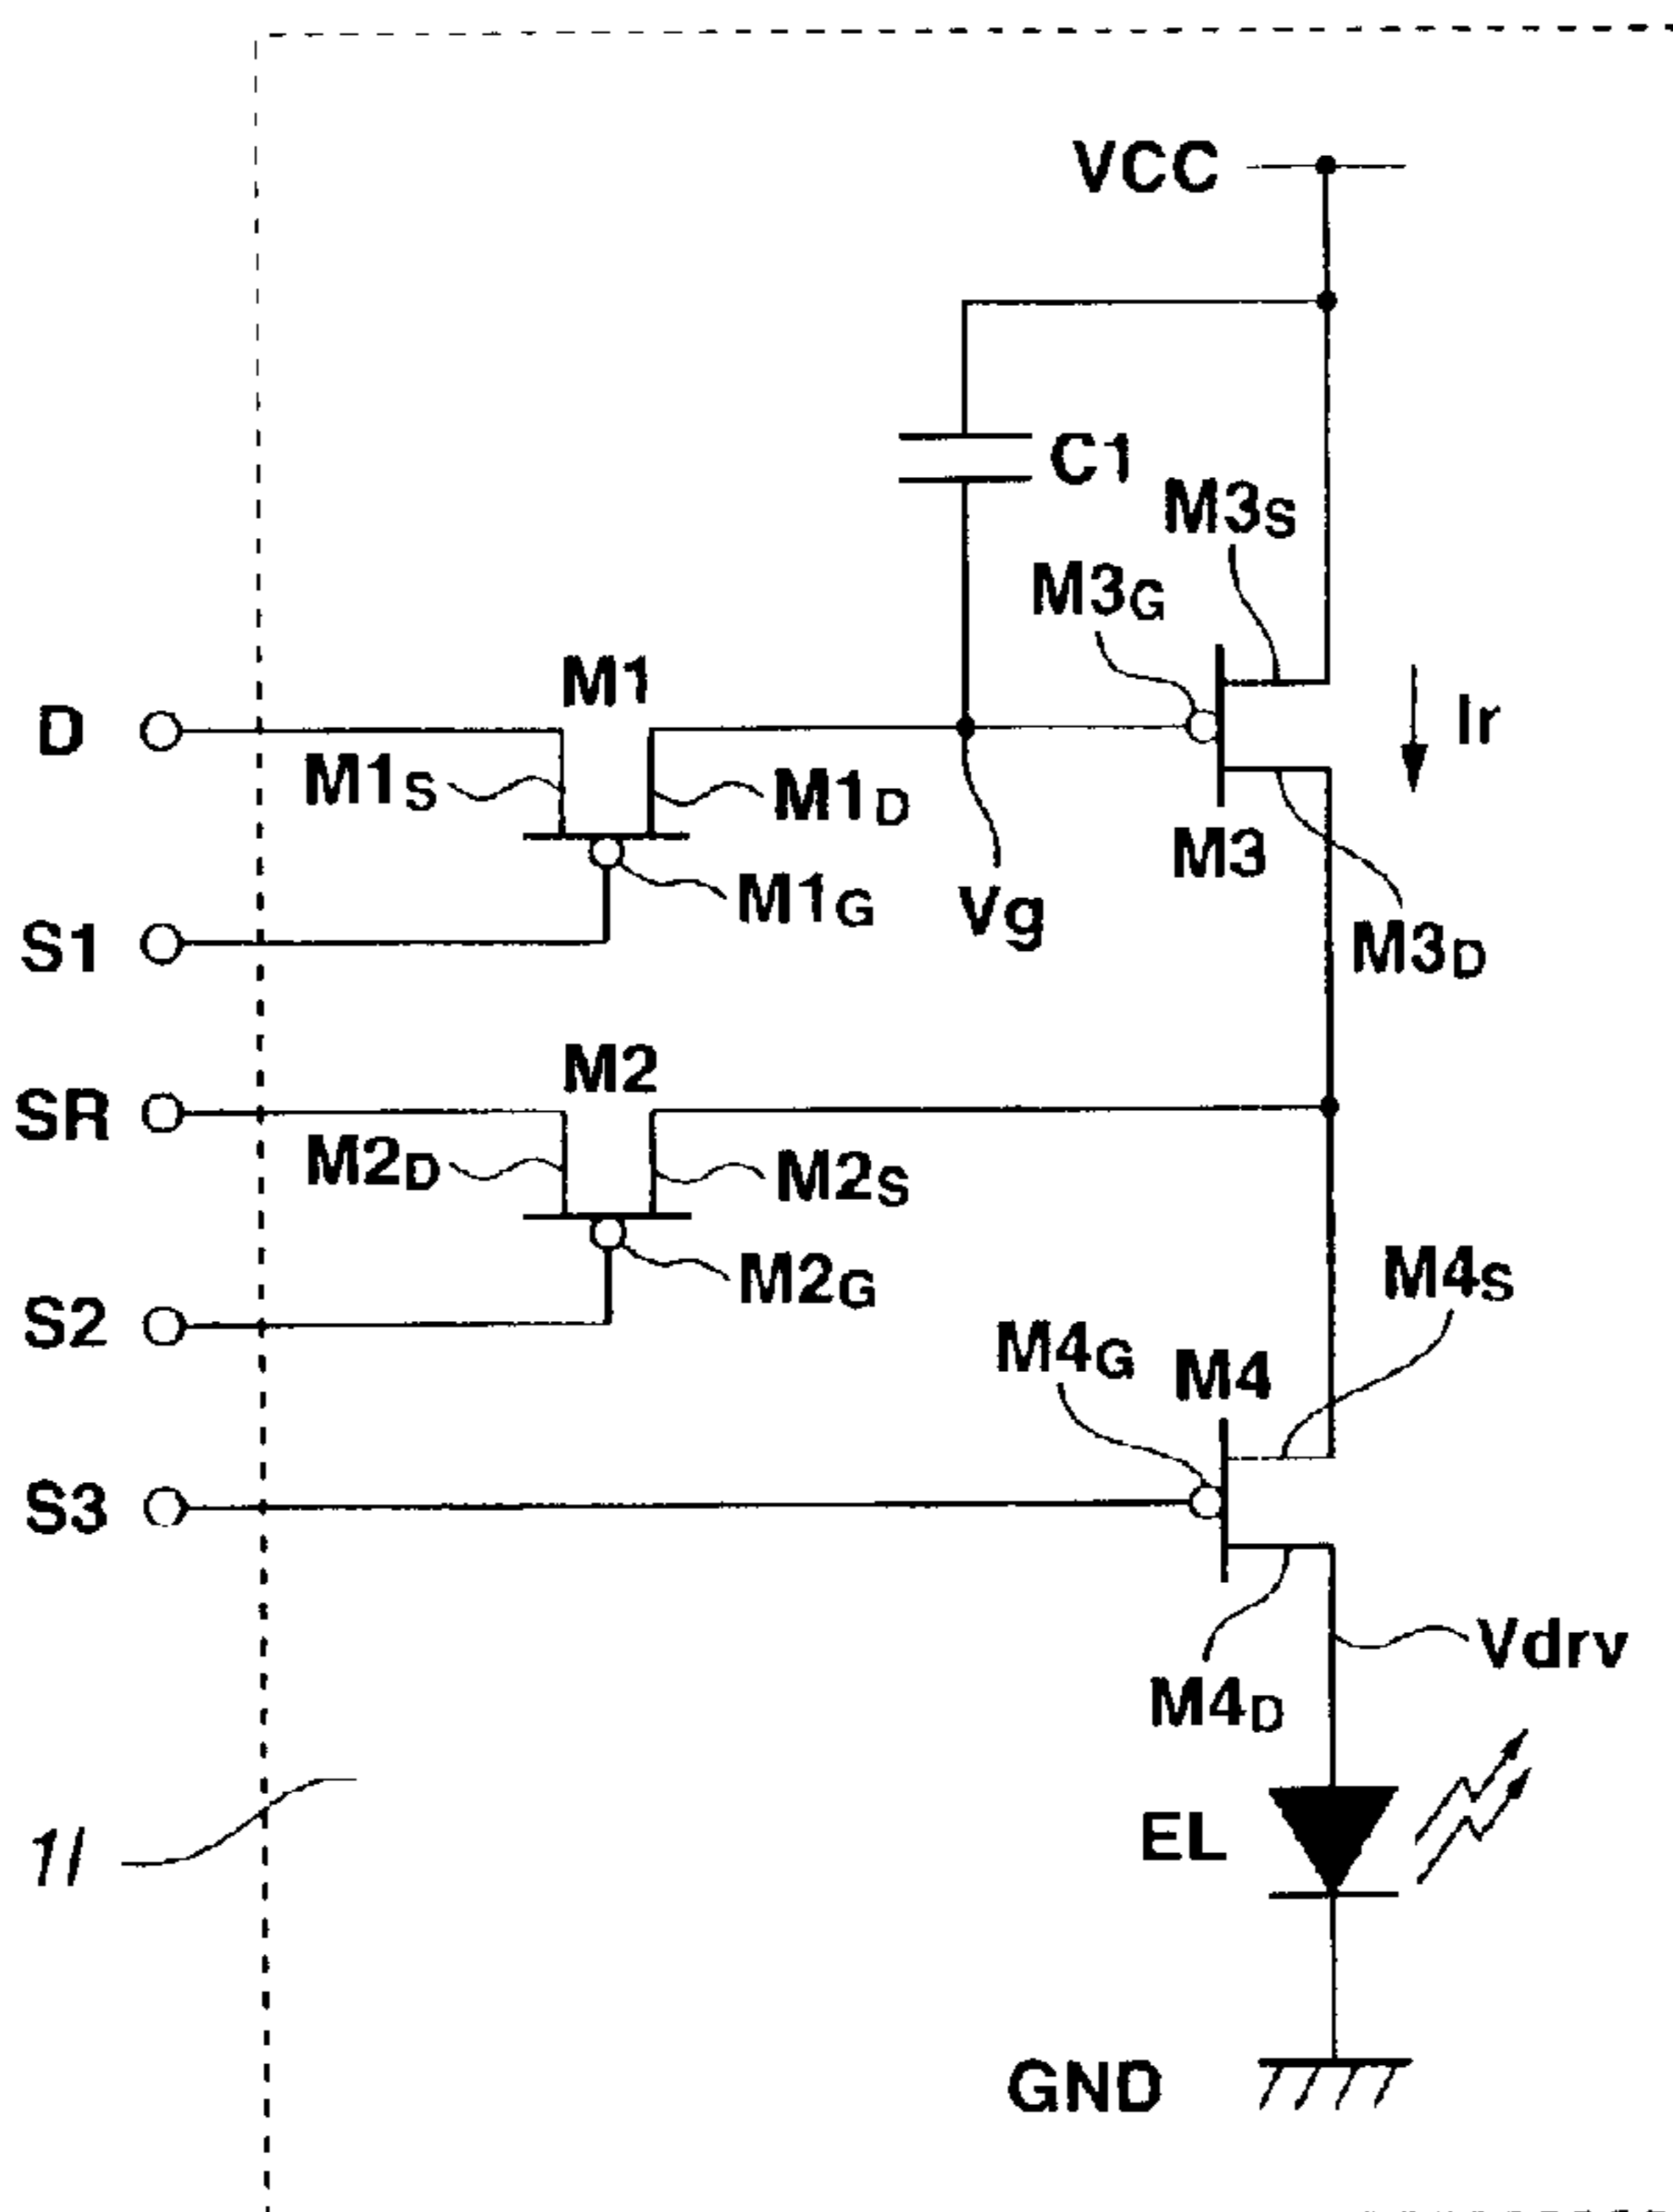 VCC
C1
M3S
M3G
M1
D
Ir
M1S
M1D
M3
M1G
Vg
S1
M3D
M2
SR
M2D
M2S
M2G
M4S
S2
M4G
M4
S3
Vdrv
M4D
EL
11
GND